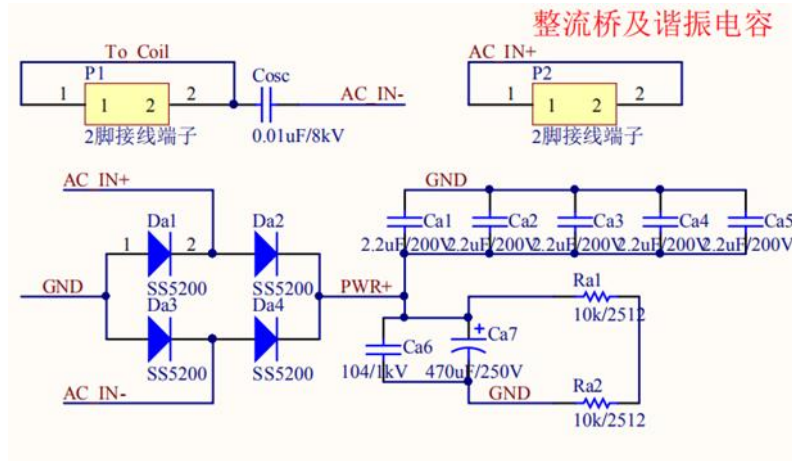 整流桥及谐振电容
To_Coil
P1
1
1
2
2
2脚接线端子
Cosc
0.01uF/8kV
AC_IN-
AC_IN+
P2
1
1
2
2
2脚接线端子
AC_IN+
Da1
1
2
SS5200
Da2
SS5200
GND
Da3
SS5200
Da4
SS5200
AC_IN-
PWR+
GND
Ca1
2.2uF/200V
Ca2
2.2uF/200V
Ca3
2.2uF/200V
Ca4
2.2uF/200V
Ca5
2.2uF/200V
Ca6
104/1kV
+
Ca7
470uF/250V
GND
Ra1
10k/2512
Ra2
10k/2512